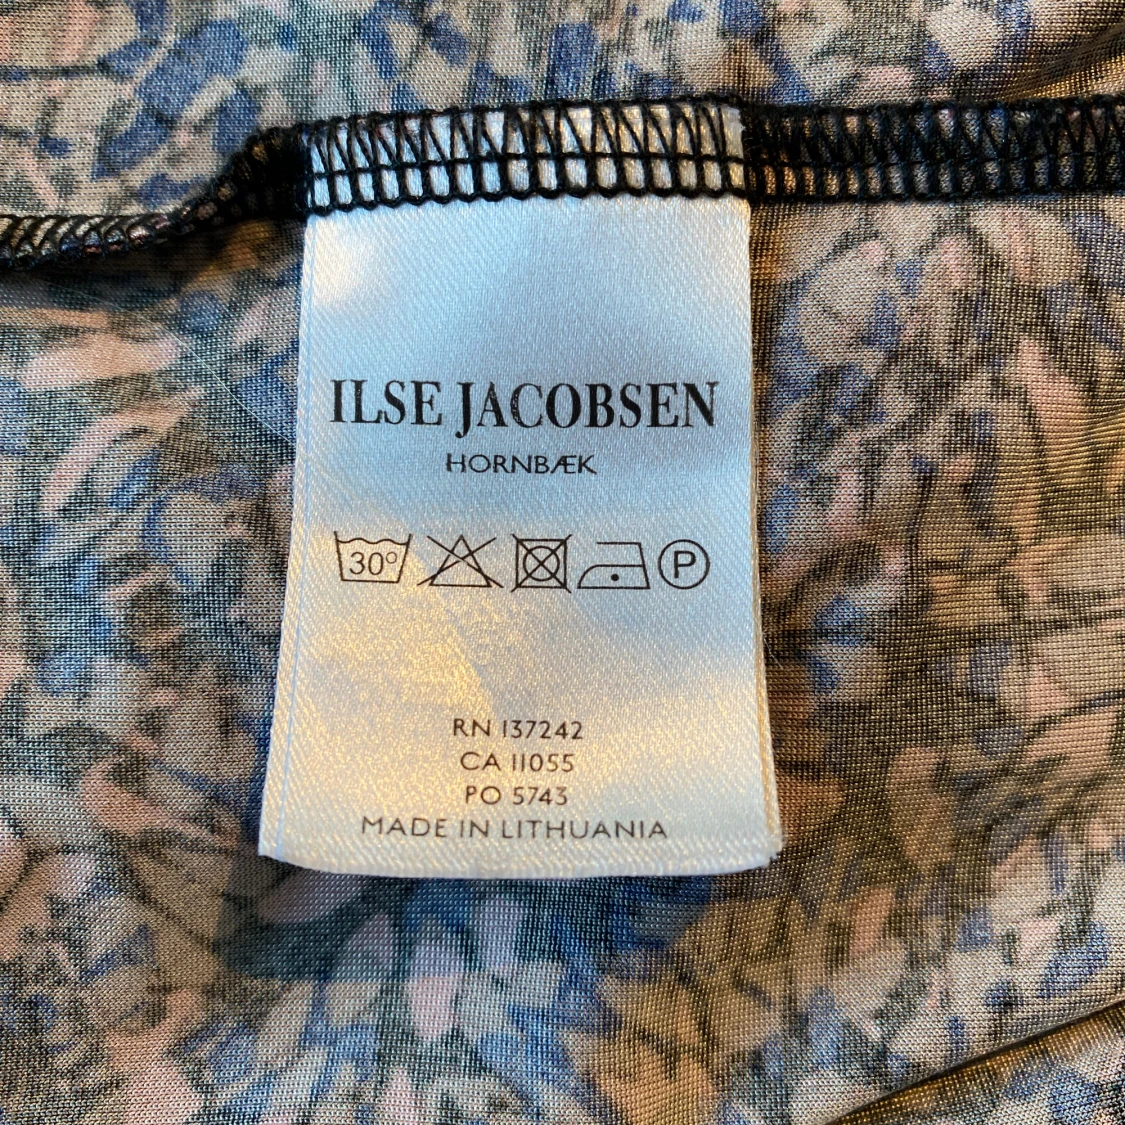 ILSE JACOBSEN
HORNBÆK
30°
P
RN 137242
CA 11055
PO 5743
MADE IN LITHUANIA